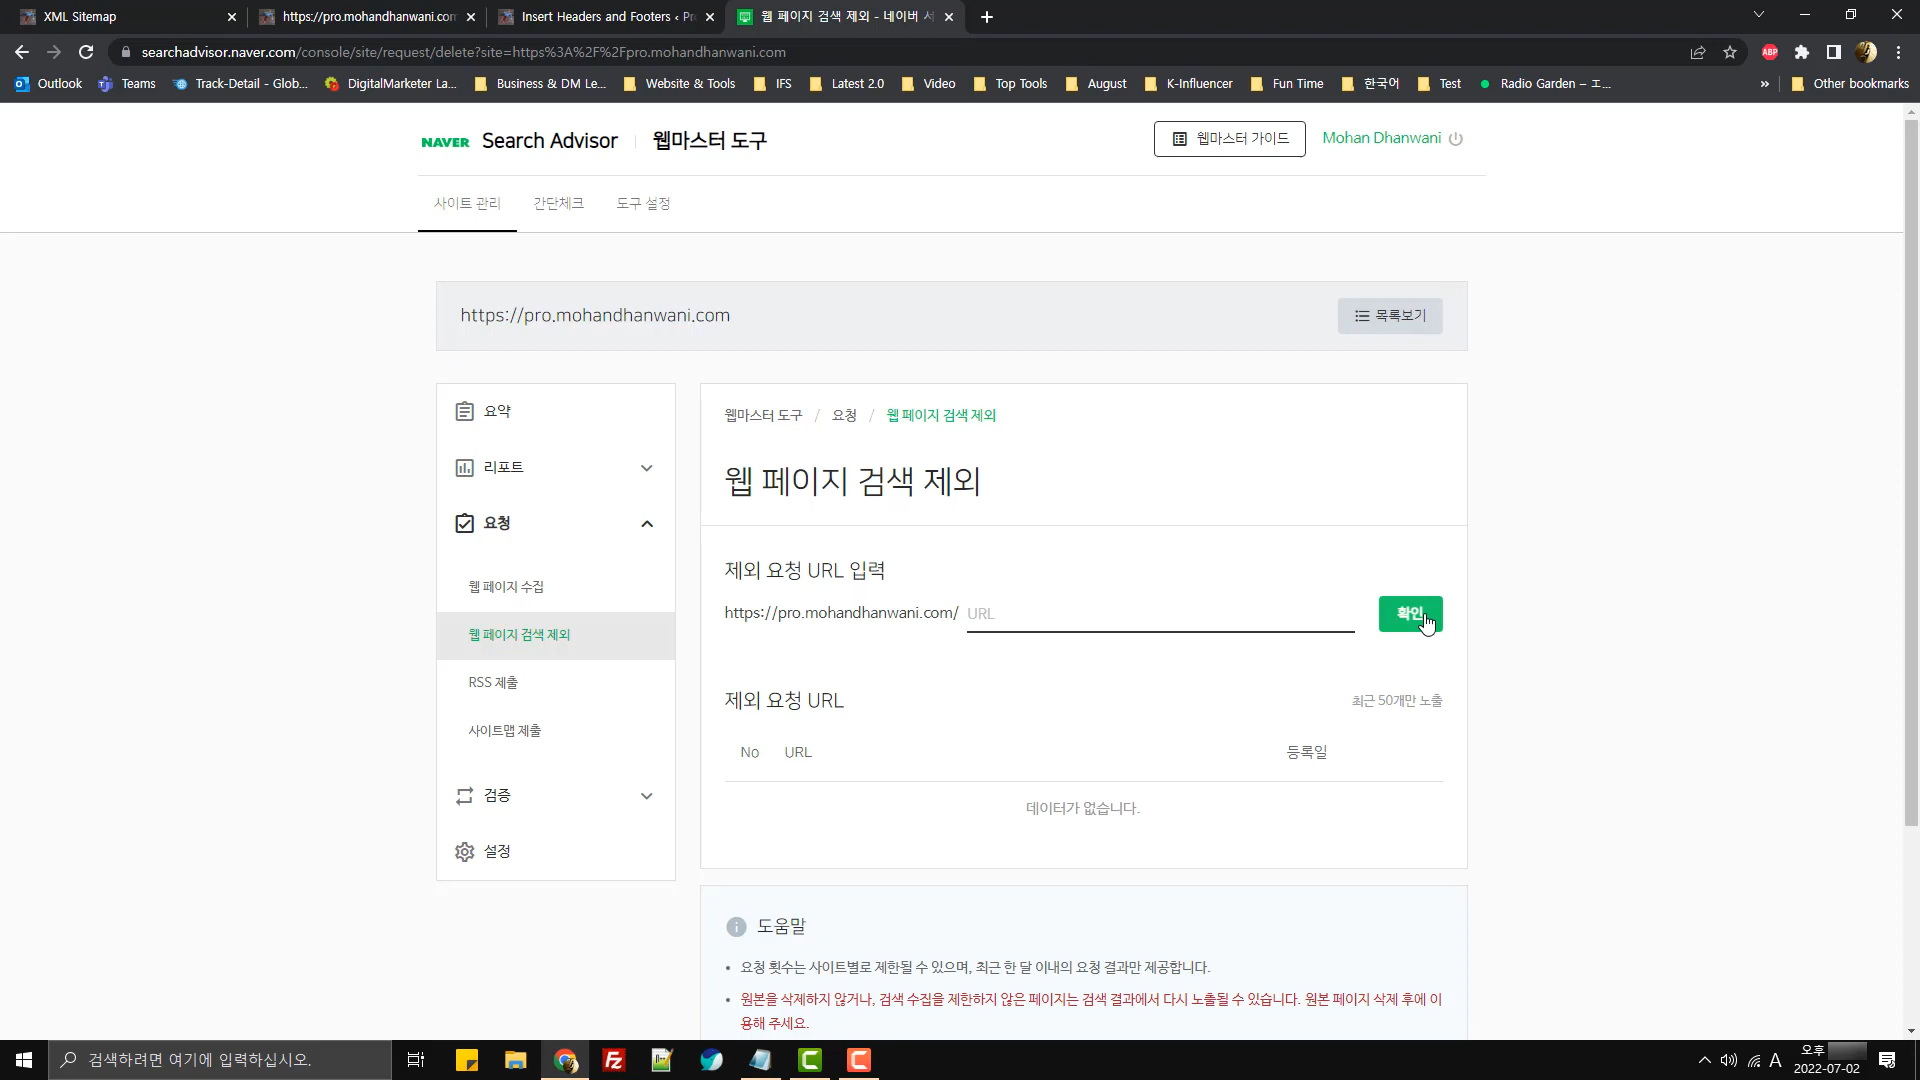 XML Sitemap
https://pro.mohandhanwani.com
Insert Headers and Footers ‹ Pr
웹 페이지 검색 제외 - 네이버 서
searchadvisor.naver.com/console/site/request/delete?site=https%3A%2F%2Fpro.mohandhanwani.com
ABP
Outlook
Teams
Track-Detail - Glob...
DigitalMarketer La...
Business & DM Le...
Website & Tools
IFS
Latest 2.0
Video
Top Tools
August
K-Influencer
Fun Time
한국어
Test
Radio Garden – エ...
»
Other bookmarks
NAVER Search Advisor
웹마스터 도구
웹마스터 가이드
Mohan Dhanwani
사이트 관리
간단체크
도구 설정
https://pro.mohandhanwani.com
목록보기
요약
리포트
요청
웹 페이지 수집
웹 페이지 검색 제외
RSS 제출
사이트맵 제출
검증
설정
웹마스터 도구 / 요청 / 웹 페이지 검색 제외
웹 페이지 검색 제외
제외 요청 URL 입력
https://pro.mohandhanwani.com/ URL
확인
제외 요청 URL
최근 50개만 노출
No URL 등록일
데이터가 없습니다.
도움말
• 요청 횟수는 사이트별로 제한될 수 있으며, 최근 한 달 이내의 요청 결과만 제공합니다.
• 원본을 삭제하지 않거나, 검색 수집을 제한하지 않은 페이지는 검색 결과에서 다시 노출될 수 있습니다. 원본 페이지 삭제 후에 이
용해 주세요.
검색하려면 여기에 입력하십시오.
A
오후
2022-07-02